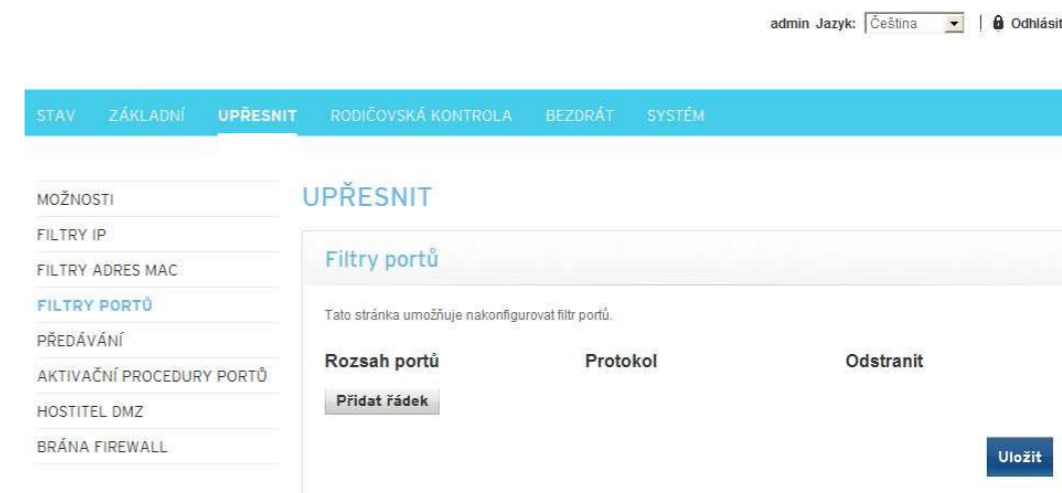 admin Jazyk: Čeština | Odhlásit
STAV ZÁKLADNÍ UPŘESNIT RODIČOVSKÁ KONTROLA BEZDRÁT SYSTÉM
MOŽNOSTI
FILTRY IP
FILTRY ADRES MAC
FILTRY PORTŮ
PŘEDÁVÁNÍ
AKTIVAČNÍ PROCEDURY PORTŮ
HOSTITEL DMZ
BRÁNA FIREWALL
UPŘESNIT
Filtry portů
Tato stránka umožňuje nakonfigurovat filtr portů.
Rozsah portů Protokol Odstranit
Přidat řádek
Uložit